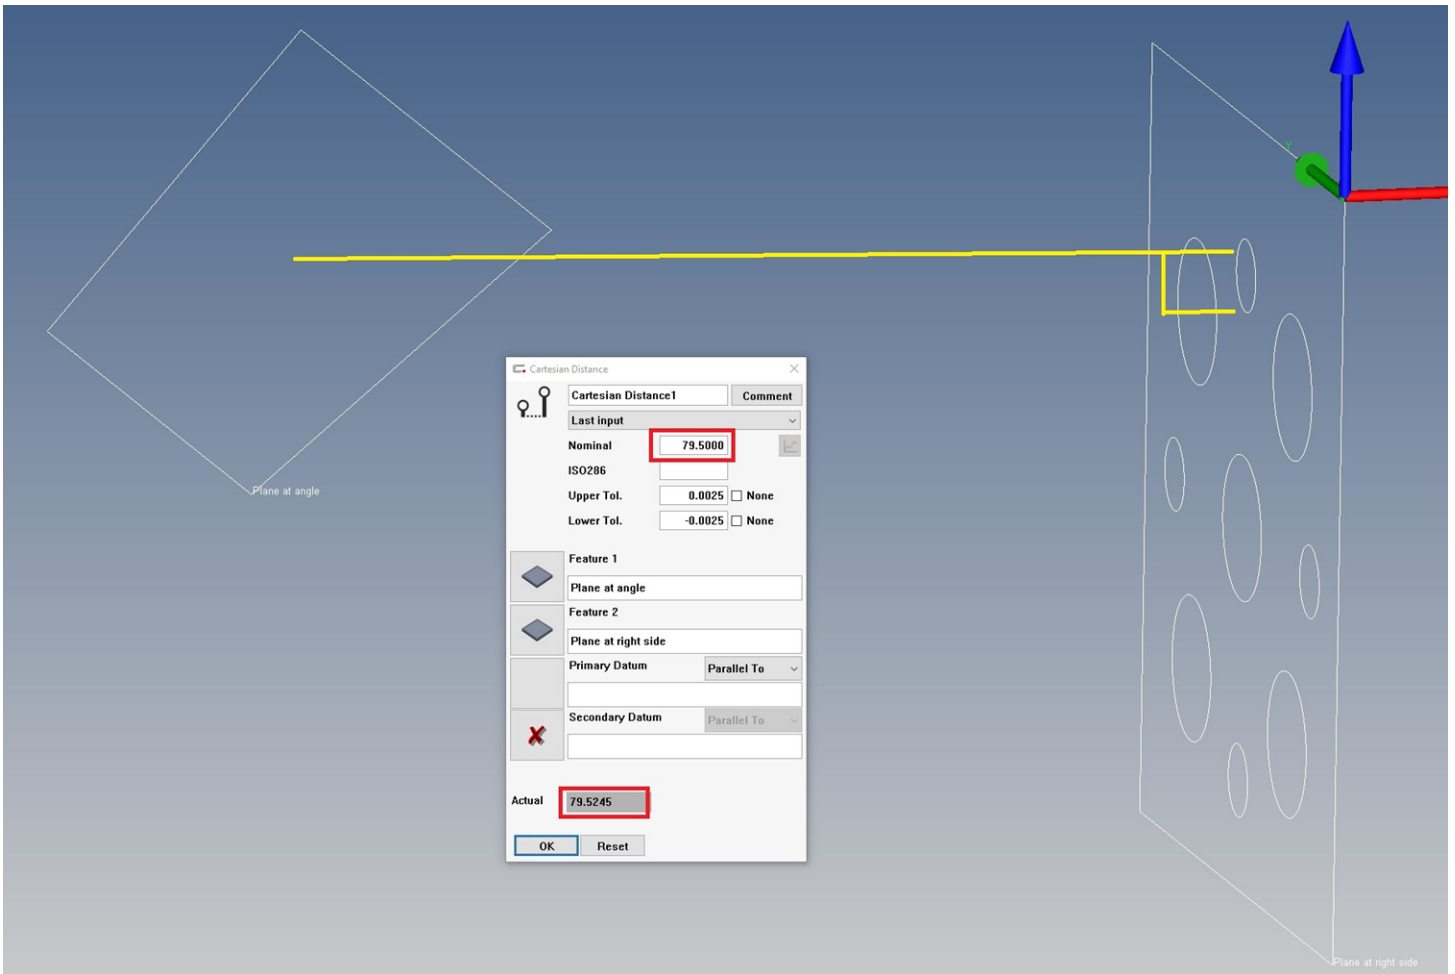 Y
Plane at angle
Cartesian Distance
Cartesian Distance1 Comment
Last input
Nominal 79.5000
ISO286
Upper Tol. 0.0025 None
Lower Tol. -0.0025 None
Feature 1
Plane at angle
Feature 2
Plane at right side
Primary Datum Parallel To
Secondary Datum Parallel To
Actual 79.5245
OK Reset
Plane at right side